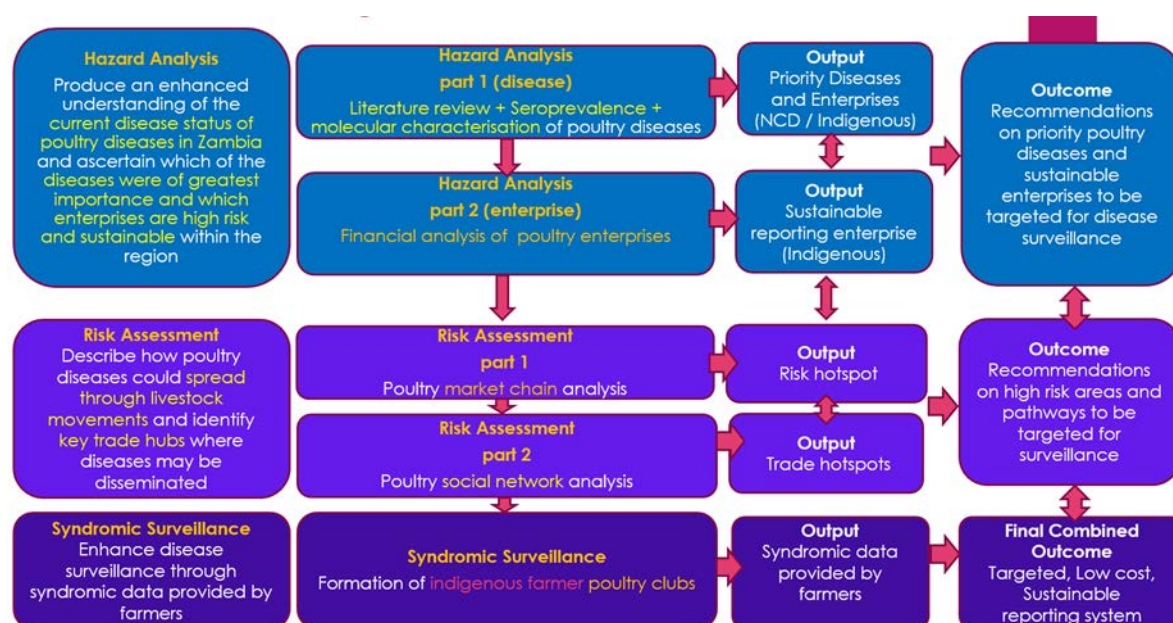 Hazard Analysis
Produce an enhanced
understanding of the
current disease status of
poultry diseases in Zambia
and ascertain which of the
diseases were of greatest
importance and which
enterprises are high risk
and sustainable within the
region
Hazard Analysis
part 1 (disease)
Literature review + Seroprevalence +
molecular characterisation of poultry diseases
Output
Priority Diseases
and Enterprises
(NCD / Indigenous)
Hazard Analysis
part 2 (enterprise)
Financial analysis of poultry enterprises
Output
Sustainable
reporting enterprise
(Indigenous)
Outcome
Recommendations
on priority poultry
diseases and
sustainable
enterprises to be
targeted for disease
surveillance
Risk Assessment
Describe how poultry
diseases could spread
through livestock
movements and identify
key trade hubs where
diseases may be
disseminated
Risk Assessment
part 1
Poultry market chain analysis
Output
Risk hotspot
Risk Assessment
part 2
Poultry social network analysis
Output
Trade hotspots
Outcome
Recommendations
on high risk areas and
pathways to be
targeted for
surveillance
Syndromic Surveillance
Enhance disease
surveillance through
syndromic data provided by
farmers
Syndromic Surveillance
Formation of indigenous farmer poultry clubs
Output
Syndromic data
provided by
farmers
Final Combined
Outcome
Targeted, Low cost,
Sustainable
reporting system